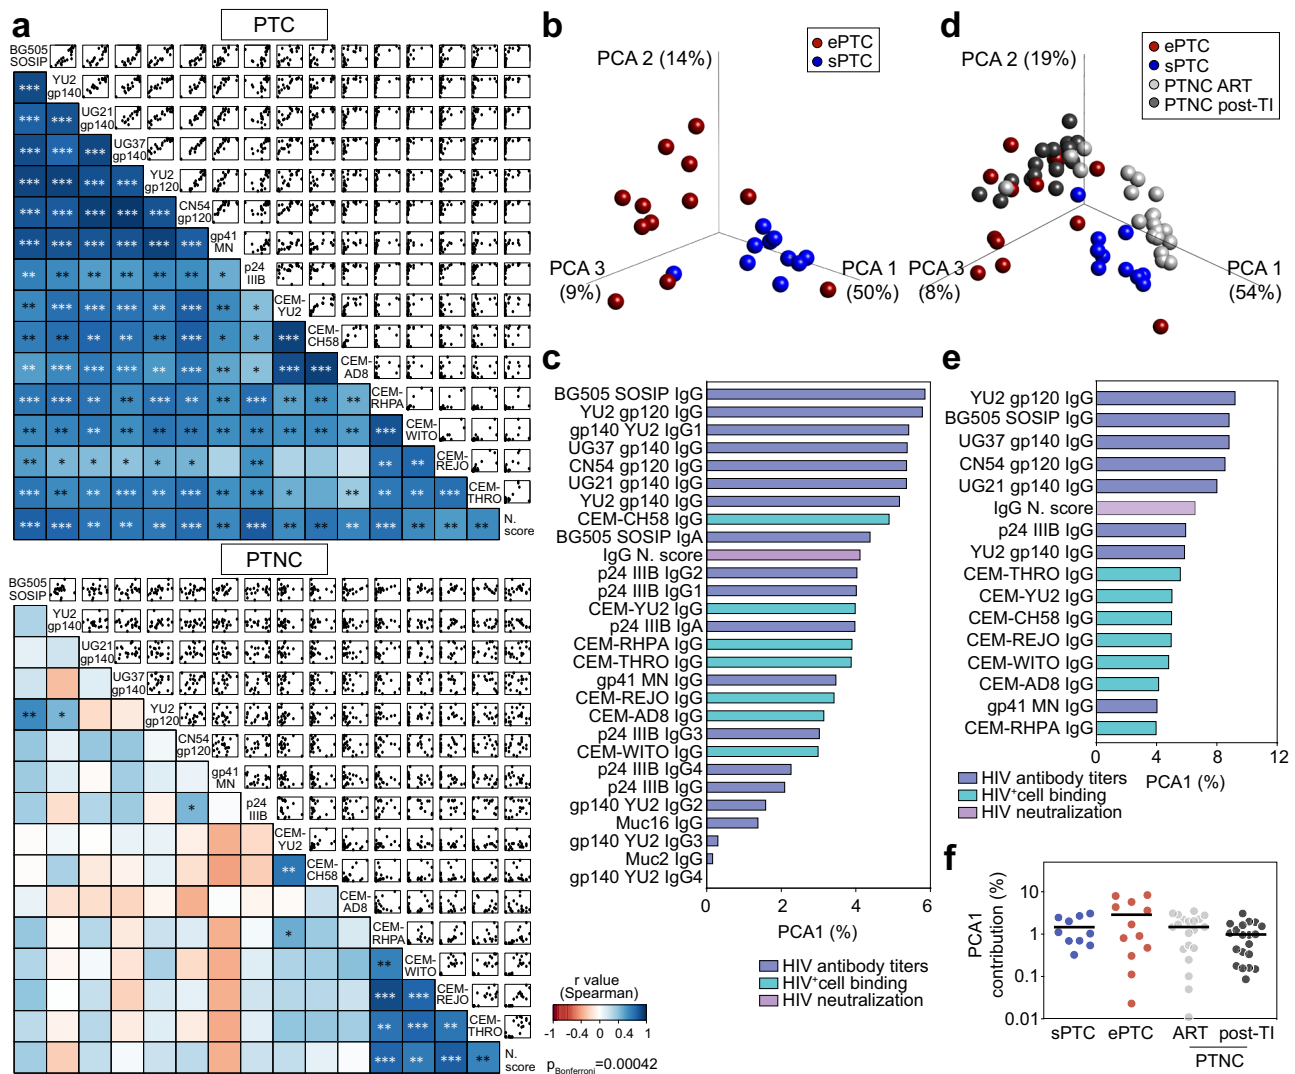 a
PTC
BG505
SOSIP
YU2
gp140
UG21
gp140
UG37
gp140
YU2
gp120
CN54
gp120
gp41
MN
p24
IIIB
CEM-
YU2
CEM-
CH58
CEM-
AD8
CEM-
RHPA
CEM-
WITO
CEM-
REJO
CEM-
THRO
N.
score
PTNC
BG505
SOSIP
YU2
gp140
UG21
gp140
UG37
gp140
YU2
gp120
CN54
gp120
gp41
MN
p24
IIIB
CEM-
YU2
CEM-
CH58
CEM-
AD8
CEM-
RHPA
CEM-
WITO
CEM-
REJO
CEM-
THRO
N.
score
r value
(Spearman)
-1 -0.4 0 0.4 1
pBonferroni=0.00042
b
PCA 2 (14%)
ePTC
sPTC
PCA 3
(9%)
PCA 1
(50%)
c
BG505 SOSIP IgG
YU2 gp120 IgG
gp140 YU2 IgG1
UG37 gp140 IgG
CN54 gp120 IgG
UG21 gp140 IgG
YU2 gp140 IgG
CEM-CH58 IgG
BG505 SOSIP IgA
IgG N. score
p24 IIIB IgG2
p24 IIIB IgG1
CEM-YU2 IgG
p24 IIIB IgA
CEM-RHPA IgG
CEM-THRO IgG
gp41 MN IgG
CEM-REJO IgG
CEM-AD8 IgG
p24 IIIB IgG3
CEM-WITO IgG
p24 IIIB IgG4
p24 IIIB IgG
gp140 YU2 IgG2
Muc16 IgG
gp140 YU2 IgG3
Muc2 IgG
gp140 YU2 IgG4
0 2 4 6
PCA1 (%)
HIV antibody titers
HIV+cell binding
HIV neutralization
d
PCA 2 (19%)
ePTC
sPTC
PTNC ART
PTNC post-TI
PCA 3
(8%)
PCA 1
(54%)
e
YU2 gp120 IgG
BG505 SOSIP IgG
UG37 gp140 IgG
CN54 gp120 IgG
UG21 gp140 IgG
IgG N. score
p24 IIIB IgG
YU2 gp140 IgG
CEM-THRO IgG
CEM-YU2 IgG
CEM-CH58 IgG
CEM-REJO IgG
CEM-WITO IgG
CEM-AD8 IgG
gp41 MN IgG
CEM-RHPA IgG
0 4 8 12
PCA1 (%)
HIV antibody titers
HIV+cell binding
HIV neutralization
f
PCA1
contribution (%)
10
1
0.1
0.01
sPTC ePTC ART post-TI
PTNC